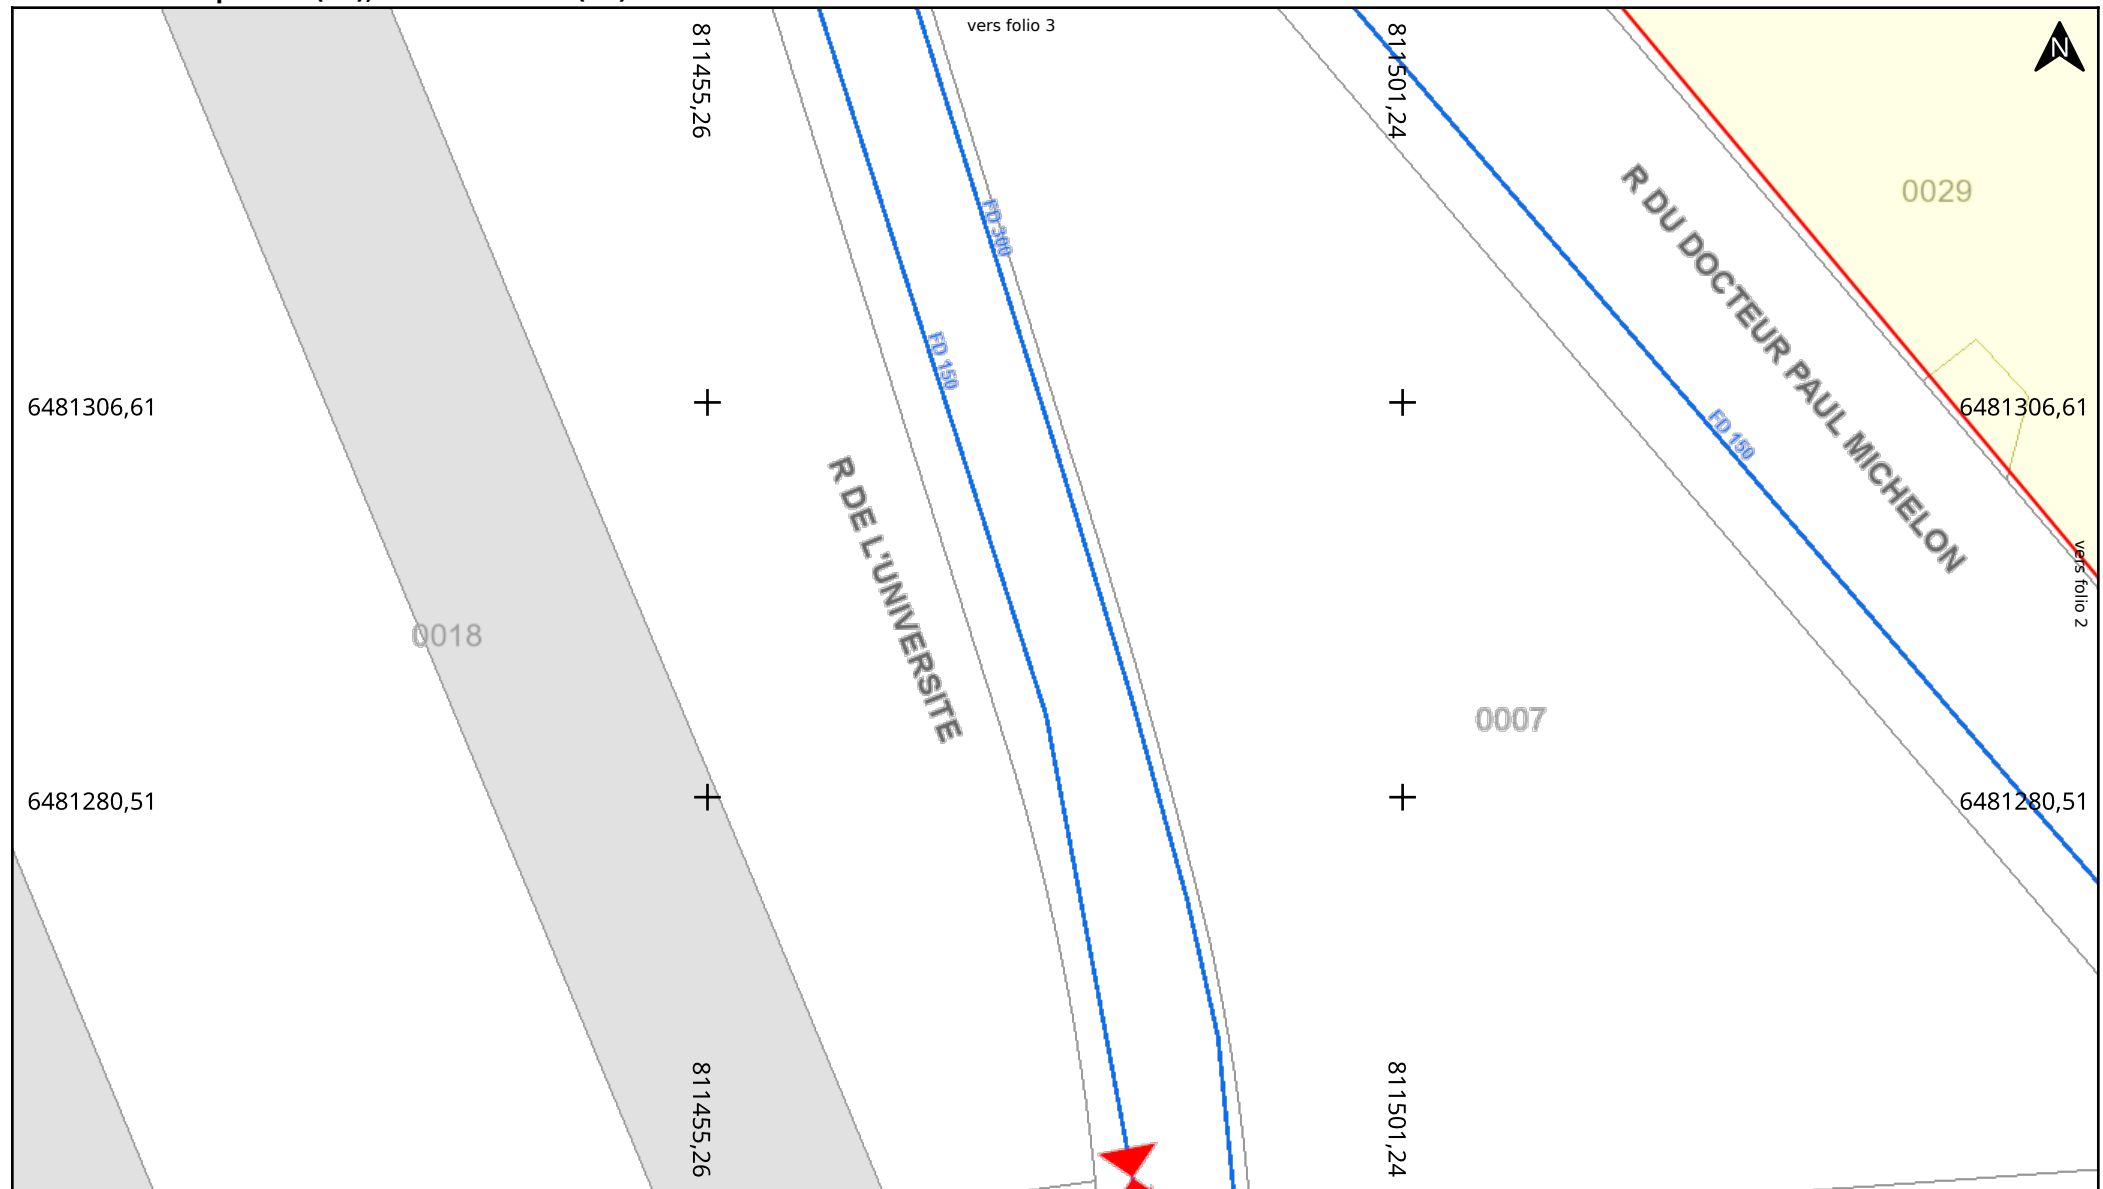 vers folio 3
811455,26
811501,24
N
0029
R DU DOCTEUR PAUL MICHELON
FD 300
FD 150
6481306,61
6481306,61
FD 150
R DE L'UNIVERSITE
vers folio 2
0018
0007
6481280,51
6481280,51
811455,26
811501,24